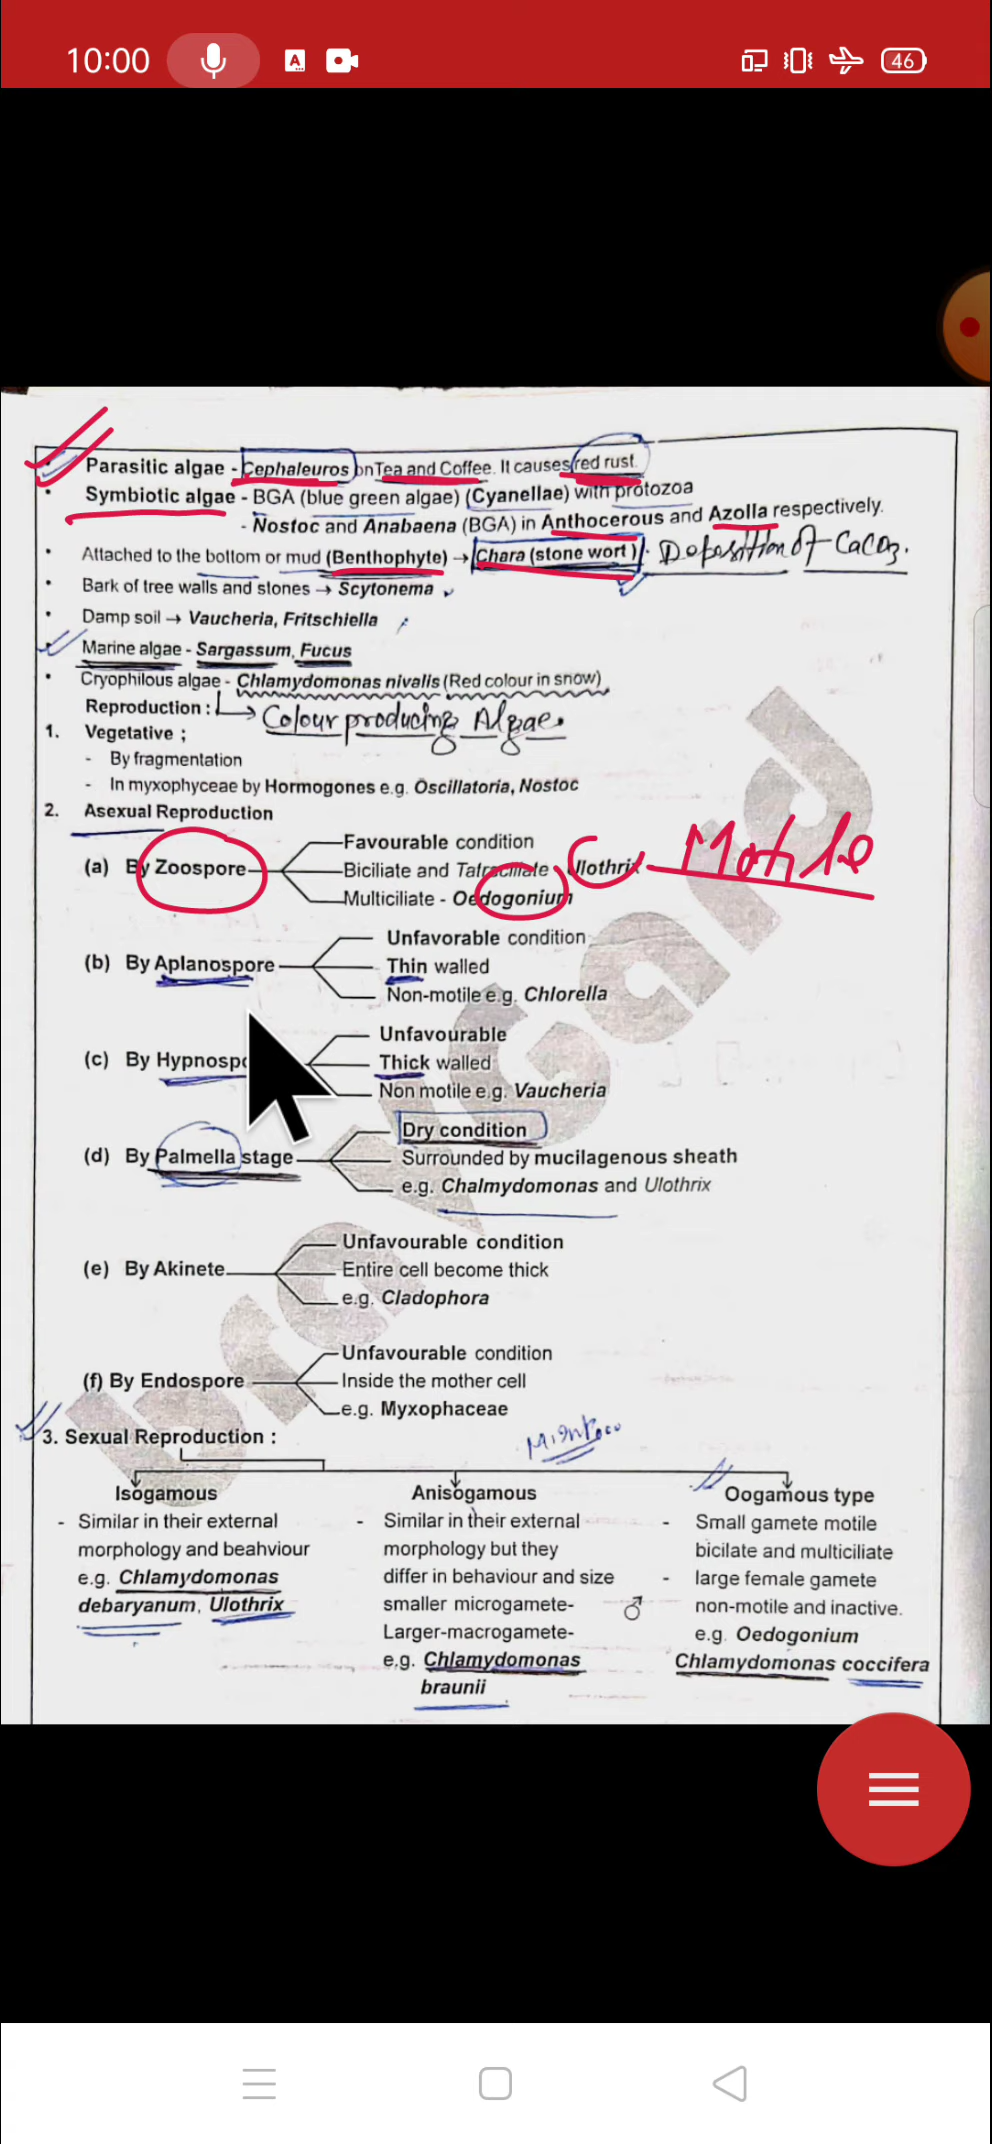 10:00
A
46
Parasitic algae - Cephaleuros on Tea and Coffee. It causes red rust.
Symbiotic algae - BGA (blue green algae) (Cyanellae) with protozoa
- Nostoc and Anabaena (BGA) in Anthocerous and Azolla respectively.
Attached to the bottom or mud (Benthophyte) → Chara (stone wort). Deposition of CaCO3.
Bark of tree walls and stones → Scytonema
Damp soil → Vaucheria, Fritschiella
Marine algae - Sargassum, Fucus
Cryophilous algae - Chlamydomonas nivalis (Red colour in snow)
Reproduction : → Colour producing Algae.
1. Vegetative ;
- By fragmentation
- In myxophyceae by Hormogones e.g. Oscillatoria, Nostoc
2. Asexual Reproduction
Favourable condition
(a) By Zoospore Biciliate and Tatraciliate Ulothrix Motile
Multiciliate - Oedogonium
Unfavorable condition
(b) By Aplanospore Thin walled
Non-motile e.g. Chlorella
Unfavourable
(c) By Hypnosp Thick walled
Non motile e.g. Vaucheria
Dry condition
(d) By Palmella stage Surrounded by mucilagenous sheath
e.g. Chalmydomonas and Ulothrix
Unfavourable condition
(e) By Akinete Entire cell become thick
e.g. Cladophora
Unfavourable condition
(f) By Endospore Inside the mother cell
e.g. Myxophaceae
3. Sexual Reproduction :
Isogamous
- Similar in their external
morphology and beahviour
e.g. Chlamydomonas
debaryanum, Ulothrix
Anisogamous
- Similar in their external
morphology but they
differ in behaviour and size
smaller microgamete- ♂
Larger-macrogamete-
e.g. Chlamydomonas
braunii
Oogamous type
- Small gamete motile
bicilate and multiciliate
- large female gamete
non-motile and inactive.
e.g. Oedogonium
Chlamydomonas coccifera